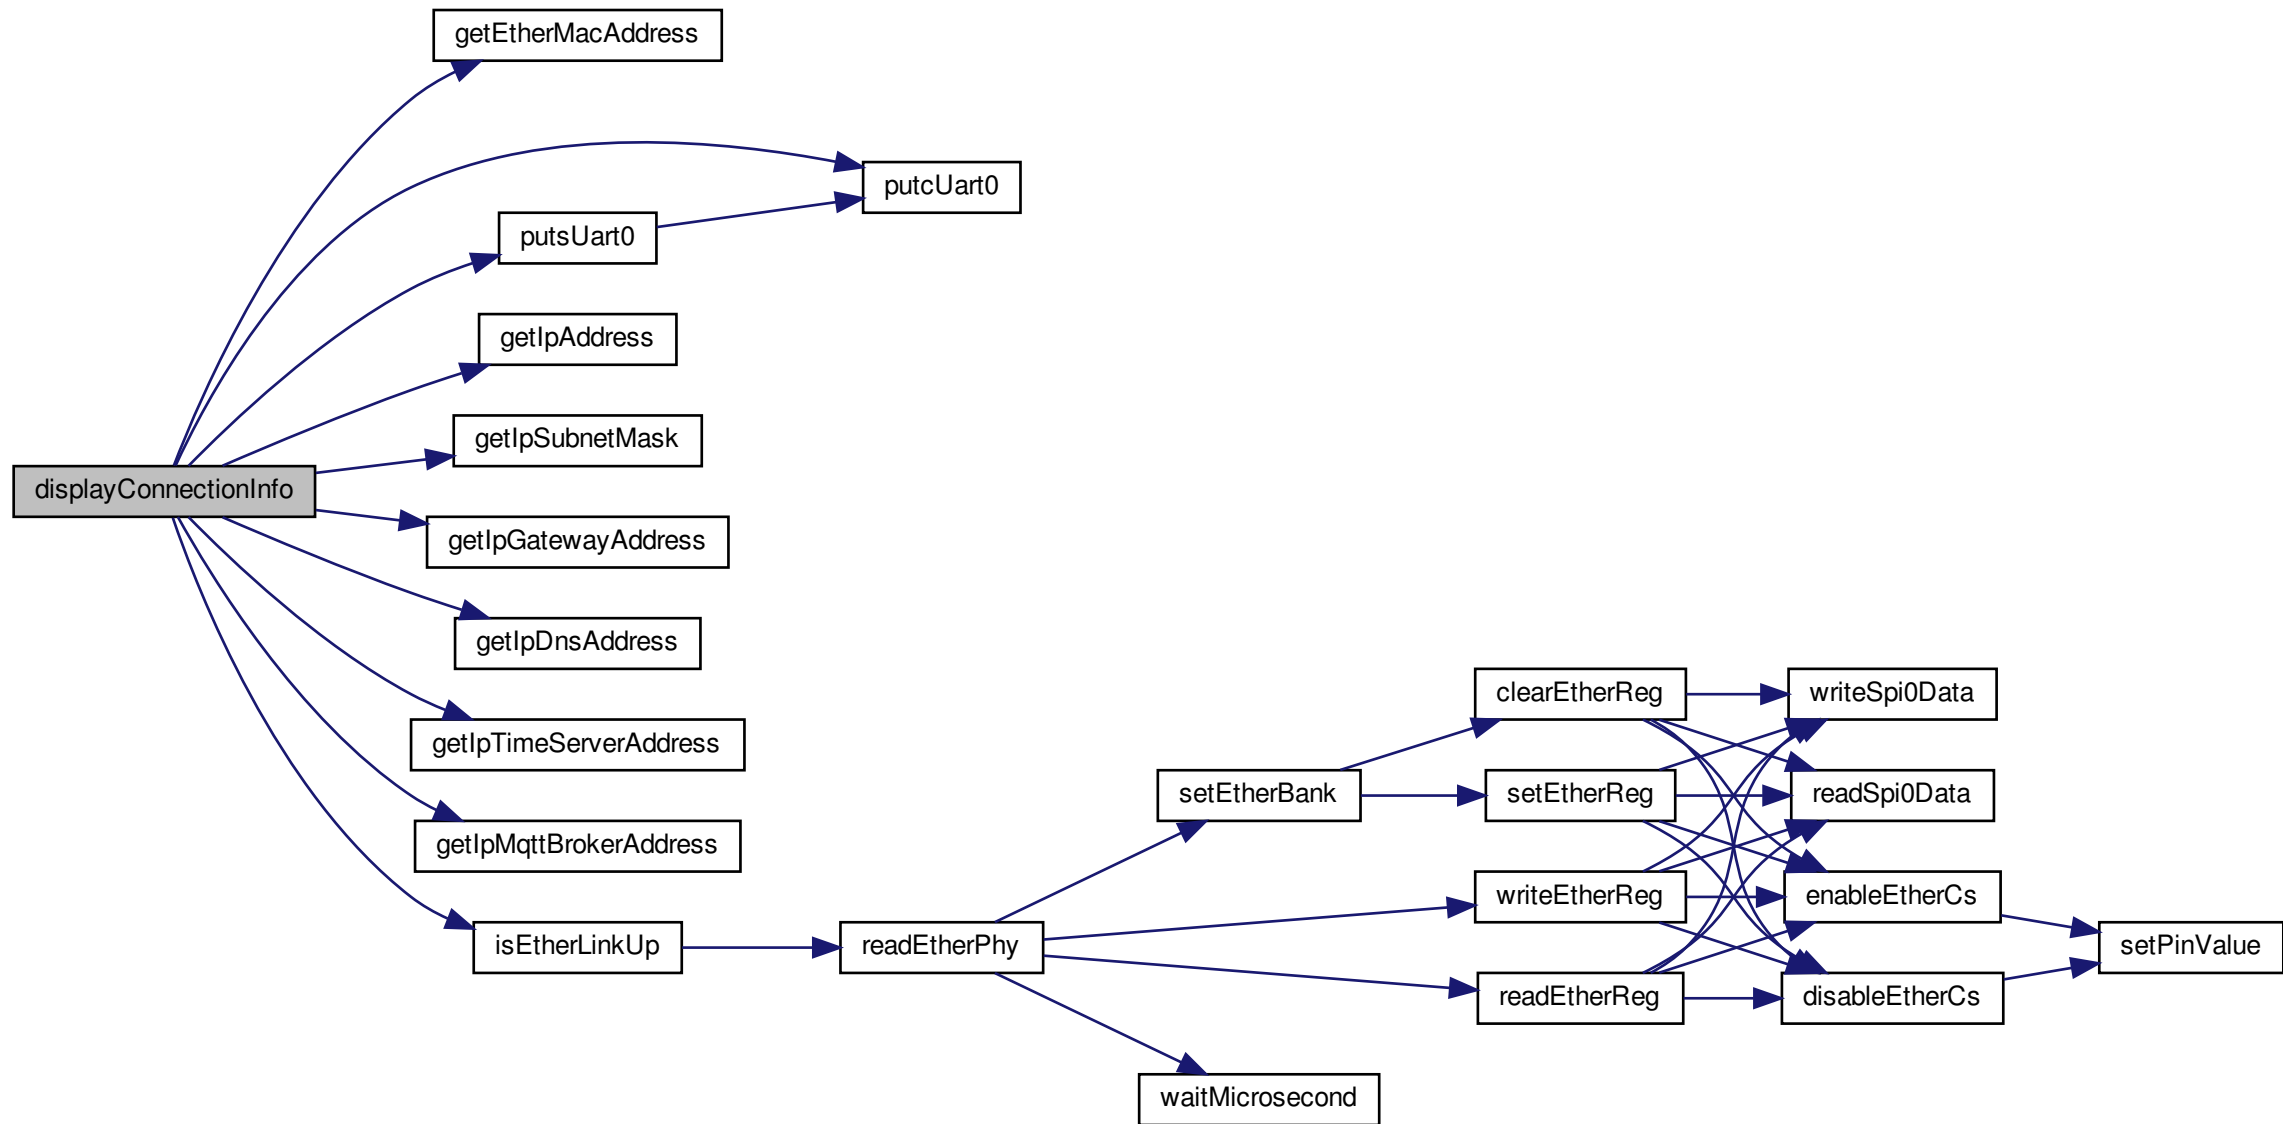 getEtherMacAddress
putcUart0
putsUart0
getIpAddress
getIpSubnetMask
displayConnectionInfo
getIpGatewayAddress
getIpDnsAddress
clearEtherReg
writeSpi0Data
getIpTimeServerAddress
setEtherBank
setEtherReg
readSpi0Data
getIpMqttBrokerAddress
writeEtherReg
enableEtherCs
isEtherLinkUp
readEtherPhy
setPinValue
readEtherReg
disableEtherCs
waitMicrosecond